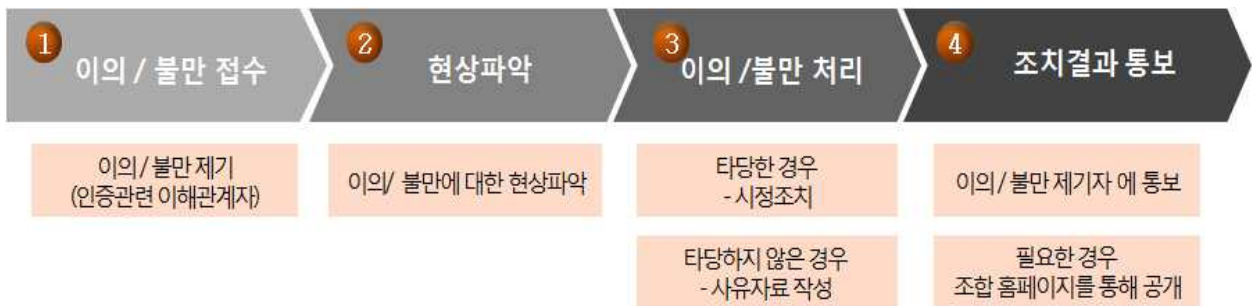 1
이의 / 불만 접수
2
현상파악
3
이의 /불만 처리
4
조치결과 통보
이의 / 불만 제기
(인증관련 이해관계자)
이의/ 불만에 대한 현상파악
타당한 경우
- 시정조치
이의 / 불만 제기자 에 통보
타당하지 않은 경우
- 사유자료 작성
필요한 경우
조합 홈페이지를 통해 공개